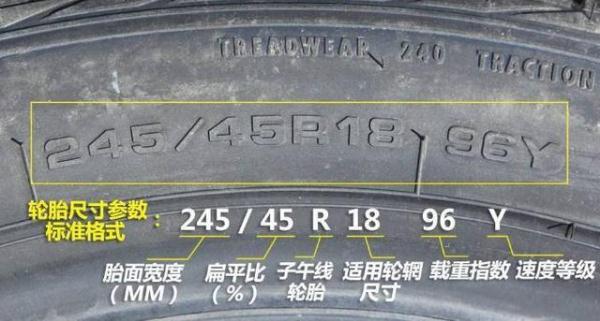 TREADWEAR 240 TRACTION
245/45R18 96Y
轮胎尺寸参数
标准格式 : 245 / 45 R 18 96 Y
胎面宽度 扁平比 子午线 适用轮辋 载重指数 速度等级
(MM) (%) 轮胎 尺寸